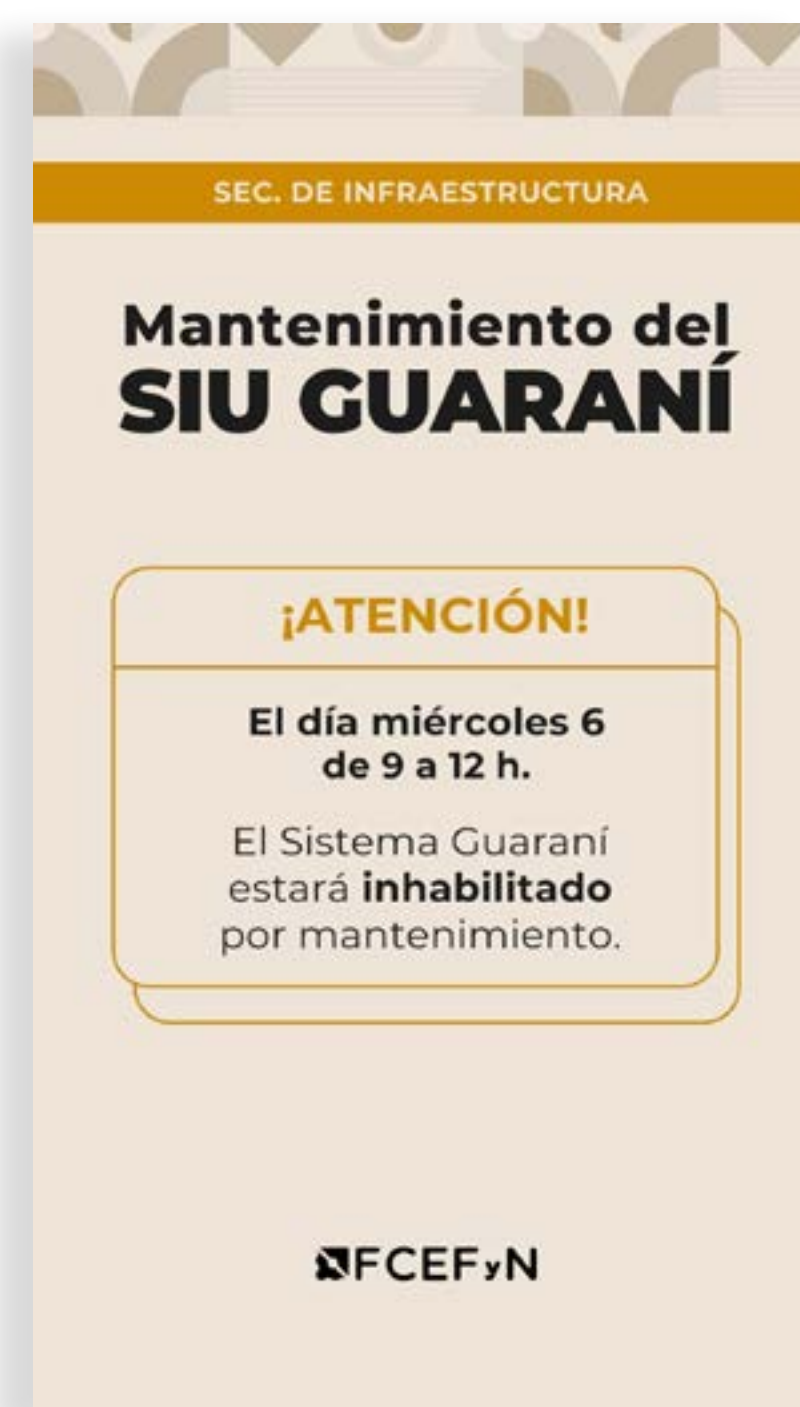 SEC. DE INFRAESTRUCTURA
Mantenimiento del
SIU GUARANÍ
¡ATENCIÓN!
El día miércoles 6
de 9 a 12 h.
El Sistema Guaraní
estará inhabilitado
por mantenimiento.
FCEFyN